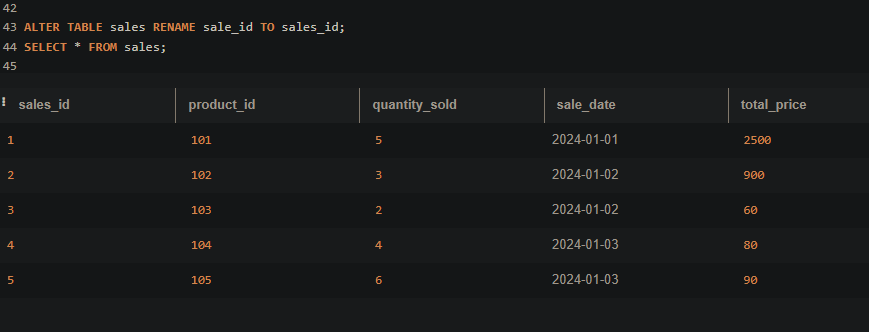 42
43 ALTER TABLE sales RENAME sale_id TO sales_id;
44 SELECT * FROM sales;
45
sales_id product_id quantity_sold sale_date total_price
1 101 5 2024-01-01 2500
2 102 3 2024-01-02 900
3 103 2 2024-01-02 60
4 104 4 2024-01-03 80
5 105 6 2024-01-03 90